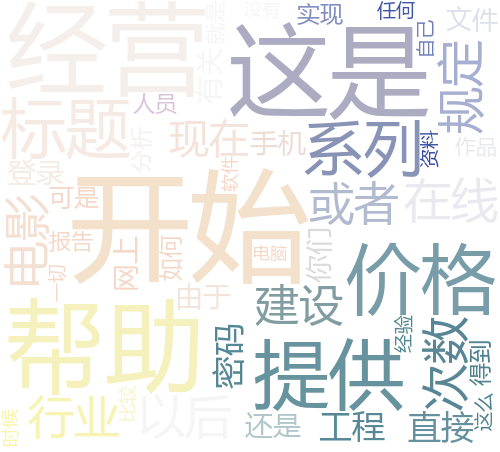 经营
就是
没有
实现
任何
文件
这是
自己
规定
有关
人员
标题
分析
现在
手机
系列
资料
作品
登录
软件
或者
在线
开始
可是
电影
报告
一切
网上
如何
电脑
你们
价格
由于
建设
帮助
密码
提供
经验
次数
得到
这么
行业
比较
时候
以后
还是
工程
直接